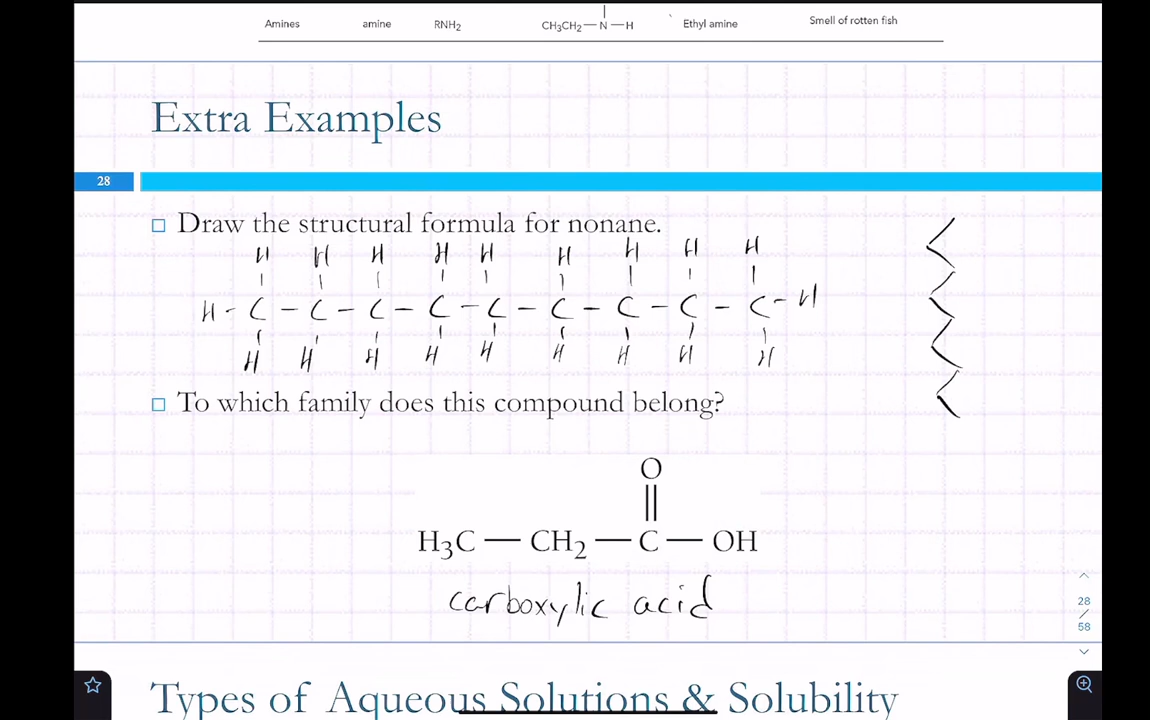 Amines amine RNH2 CH3CH2—N—H Ethyl amine Smell of rotten fish
Extra Examples
28
Draw the structural formula for nonane.
H H H H H H H H H
H-C-C-C-C-C-C-C-C-C-H
H H H H H H H H H
To which family does this compound belong?
O
H3C—CH2—C—OH
carboxylic acid
28
/
58
Types of Aqueous Solutions & Solubility